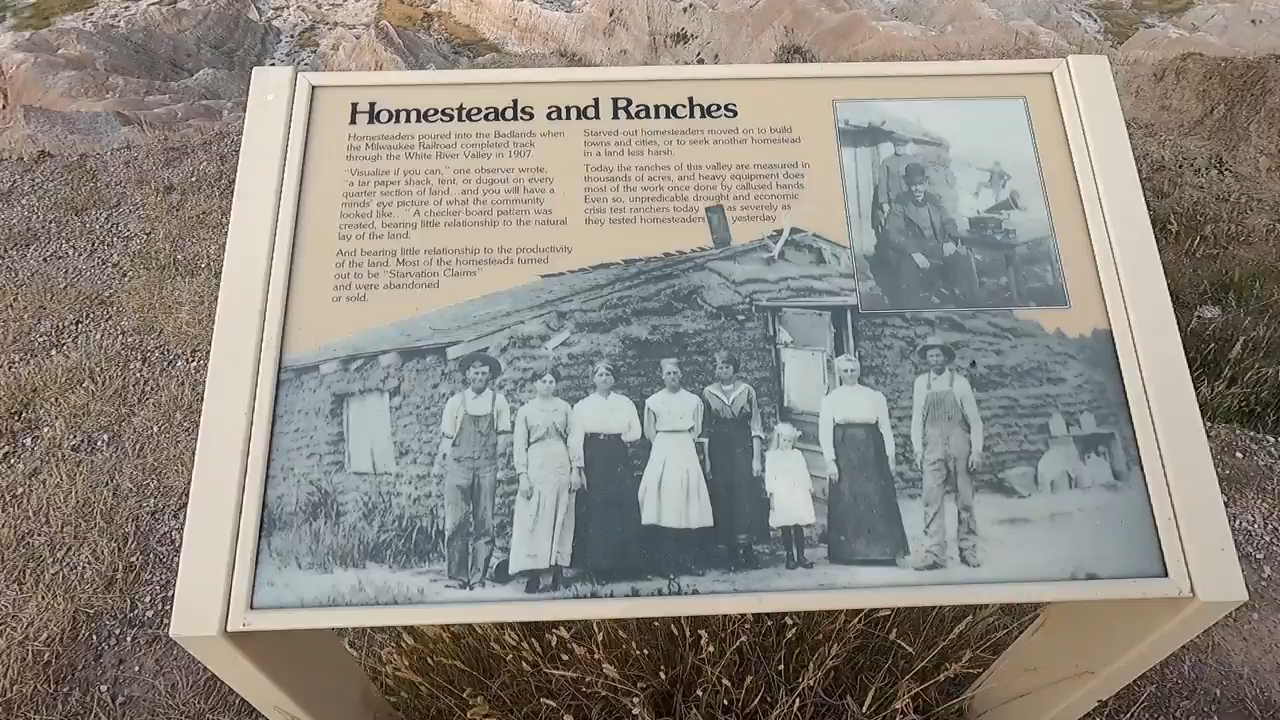 Homesteads and Ranches
Homesteaders poured into the Badlands when
the Milwaukee Railroad completed track
through the White River Valley in 1907.
"Visualize if you can," one observer wrote,
"a tar paper shack, tent, or dugout on every
quarter section of land...and you will have a
minds' eye picture of what the community
looked like..." A checker-board pattern was
created, bearing little relationship to the natural
lay of the land.
And bearing little relationship to the productivity
of the land. Most of the homesteads turned
out to be "Starvation Claims"
and were abandoned
or sold.
Starved-out homesteaders moved on to build
towns and cities, or to seek another homestead
in a land less harsh.
Today the ranches of this valley are measured in
thousands of acres, and heavy equipment does
most of the work once done by callused hands.
Even so, unpredicable drought and economic
crisis test ranchers today as severely as
they tested homesteaders yesterday